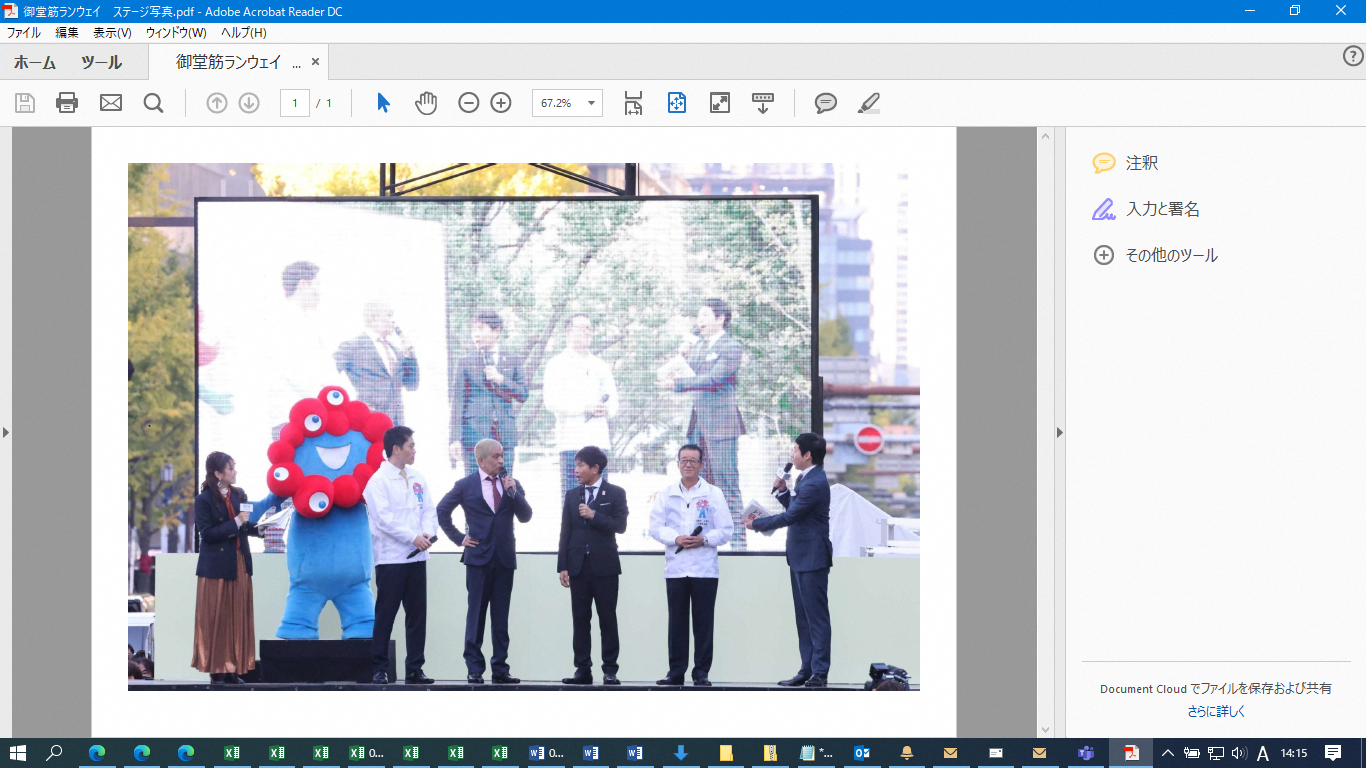 御堂筋ランウェイ　ステージ写真.pdf - Adobe Acrobat Reader DC
ファイル 編集 表示(V) ウィンドウ(W) ヘルプ(H)
ホーム ツール 御堂筋ランウェイ ... ×
1 / 1 67.2%
注釈
入力と署名
その他のツール
Document Cloud でファイルを保存および共有
さらに詳しく
0... 0... *... A 14:15